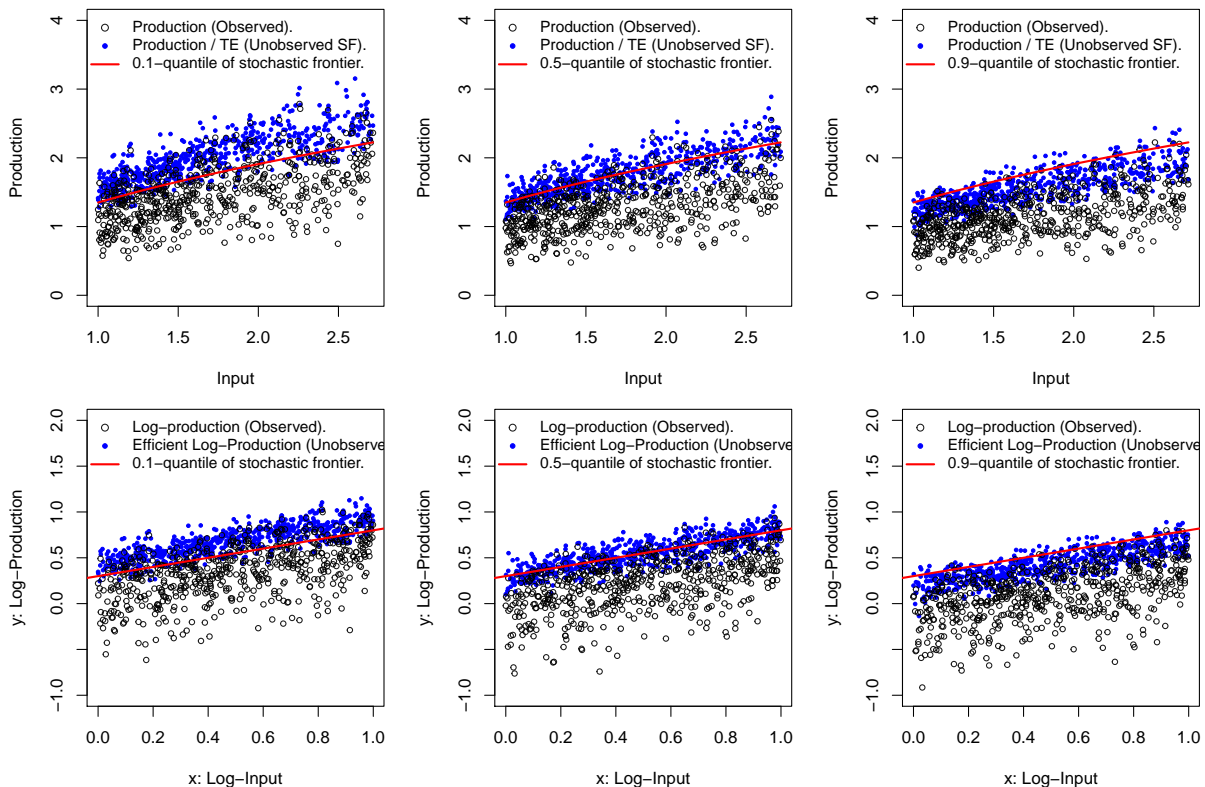 Production (Observed).
Production / TE (Unobserved SF).
0.1−quantile of stochastic frontier.
Production
4
3
2
1
0
1.0 1.5 2.0 2.5
Input
Production (Observed).
Production / TE (Unobserved SF).
0.5−quantile of stochastic frontier.
Production
4
3
2
1
0
1.0 1.5 2.0 2.5
Input
Production (Observed).
Production / TE (Unobserved SF).
0.9−quantile of stochastic frontier.
Production
4
3
2
1
0
1.0 1.5 2.0 2.5
Input
Log−production (Observed).
Efficient Log−Production (Unobserve
0.1−quantile of stochastic frontier.
y: Log−Production
2.0
1.5
1.0
0.5
0.0
−1.0
0.0 0.2 0.4 0.6 0.8 1.0
x: Log−Input
Log−production (Observed).
Efficient Log−Production (Unobserve
0.5−quantile of stochastic frontier.
y: Log−Production
2.0
1.5
1.0
0.5
0.0
−1.0
0.0 0.2 0.4 0.6 0.8 1.0
x: Log−Input
Log−production (Observed).
Efficient Log−Production (Unobserve
0.9−quantile of stochastic frontier.
y: Log−Production
2.0
1.5
1.0
0.5
0.0
−1.0
0.0 0.2 0.4 0.6 0.8 1.0
x: Log−Input